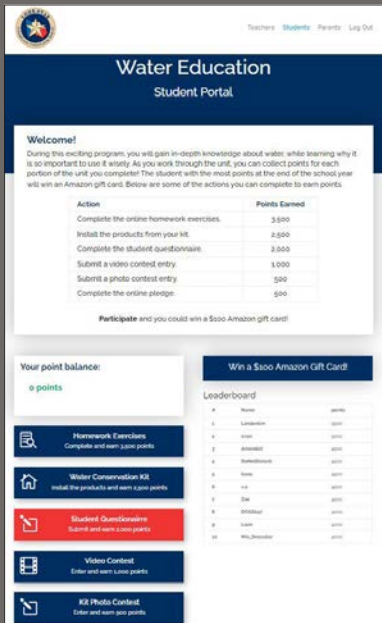 Teachers Students Parents Log Out
Water Education
Student Portal
Welcome!
During this exciting program, you will gain in-depth knowledge about water, while learning why it
is so important to use it wisely. As you work through the unit, you can collect points for each
portion of the unit you complete! The student with the most points at the end of the school year
will win an Amazon gift card. Below are some of the actions you can complete to earn points.
Action Points Earned
Complete the online homework exercises. 3,500
Install the products from your kit. 2,500
Complete the student questionnaire. 2,000
Submit a video contest entry. 1,000
Submit a photo contest entry. 500
Complete the online pledge. 500
Participate and you could win a $100 Amazon gift card!
Your point balance:
0 points
Win a $100 Amazon Gift Card!
Leaderboard
# Name points
Homework Exercises
Complete and earn 3,500 points
Water Conservation Kit
Install the products and earn 2,500 points
Student Questionaire
Submit and earn 2,000 points
Video Contest
Enter and earn 1,000 points
Kit Photo Contest
Enter and earn 500 points